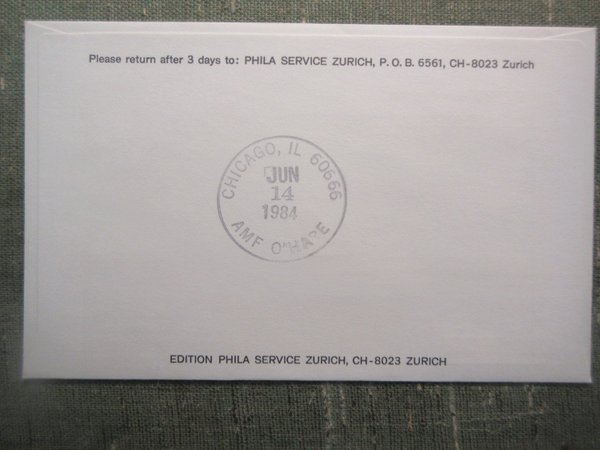 Please return after 3 days to: PHILA SERVICE ZURICH, P. O. B. 6561, CH-8023 Zurich
CHICAGO, IL 60666
JUN
14
1984
AMF O'HARE
EDITION PHILA SERVICE ZURICH, CH-8023 ZURICH